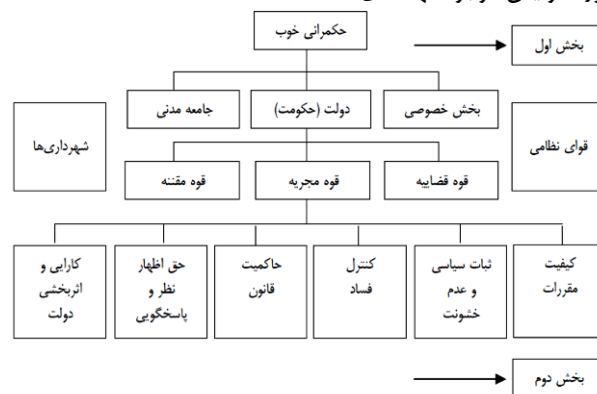 حکمرانی خوب
بخش اول
جامعه مدنی
دولت (حکومت)
بخش خصوصی
شهرداری‌ها
قوای نظامی
قوه مقننه
قوه مجریه
قوه قضاییه
کارایی و
اثربخشی
دولت
حق اظهار
نظر و
پاسخگویی
حاکمیت
قانون
کنترل
فساد
ثبات سیاسی
و عدم
خشونت
کیفیت
مقررات
بخش دوم